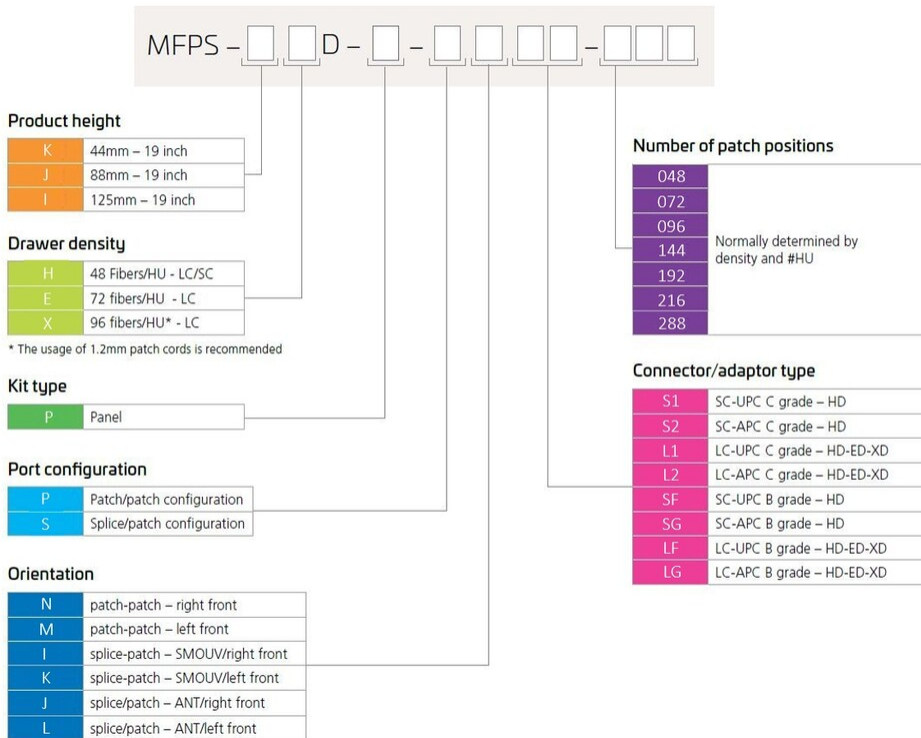 MFPS – D – – –
Product height
K 44mm – 19 inch
J 88mm – 19 inch
I 125mm – 19 inch
Drawer density
H 48 Fibers/HU - LC/SC
E 72 fibers/HU - LC
X 96 fibers/HU* - LC
* The usage of 1.2mm patch cords is recommended
Kit type
P Panel
Port configuration
P Patch/patch configuration
S Splice/patch configuration
Orientation
N patch-patch – right front
M patch-patch – left front
I splice-patch – SMOUV/right front
K splice-patch – SMOUV/left front
J splice/patch – ANT/right front
L splice/patch – ANT/left front
Number of patch positions
048
072
096
144
192
216
288
Normally determined by
density and #HU
Connector/adaptor type
S1 SC-UPC C grade – HD
S2 SC-APC C grade – HD
L1 LC-UPC C grade – HD-ED-XD
L2 LC-APC C grade – HD-ED-XD
SF SC-UPC B grade – HD
SG SC-APC B grade – HD
LF LC-UPC B grade – HD-ED-XD
LG LC-APC B grade – HD-ED-XD